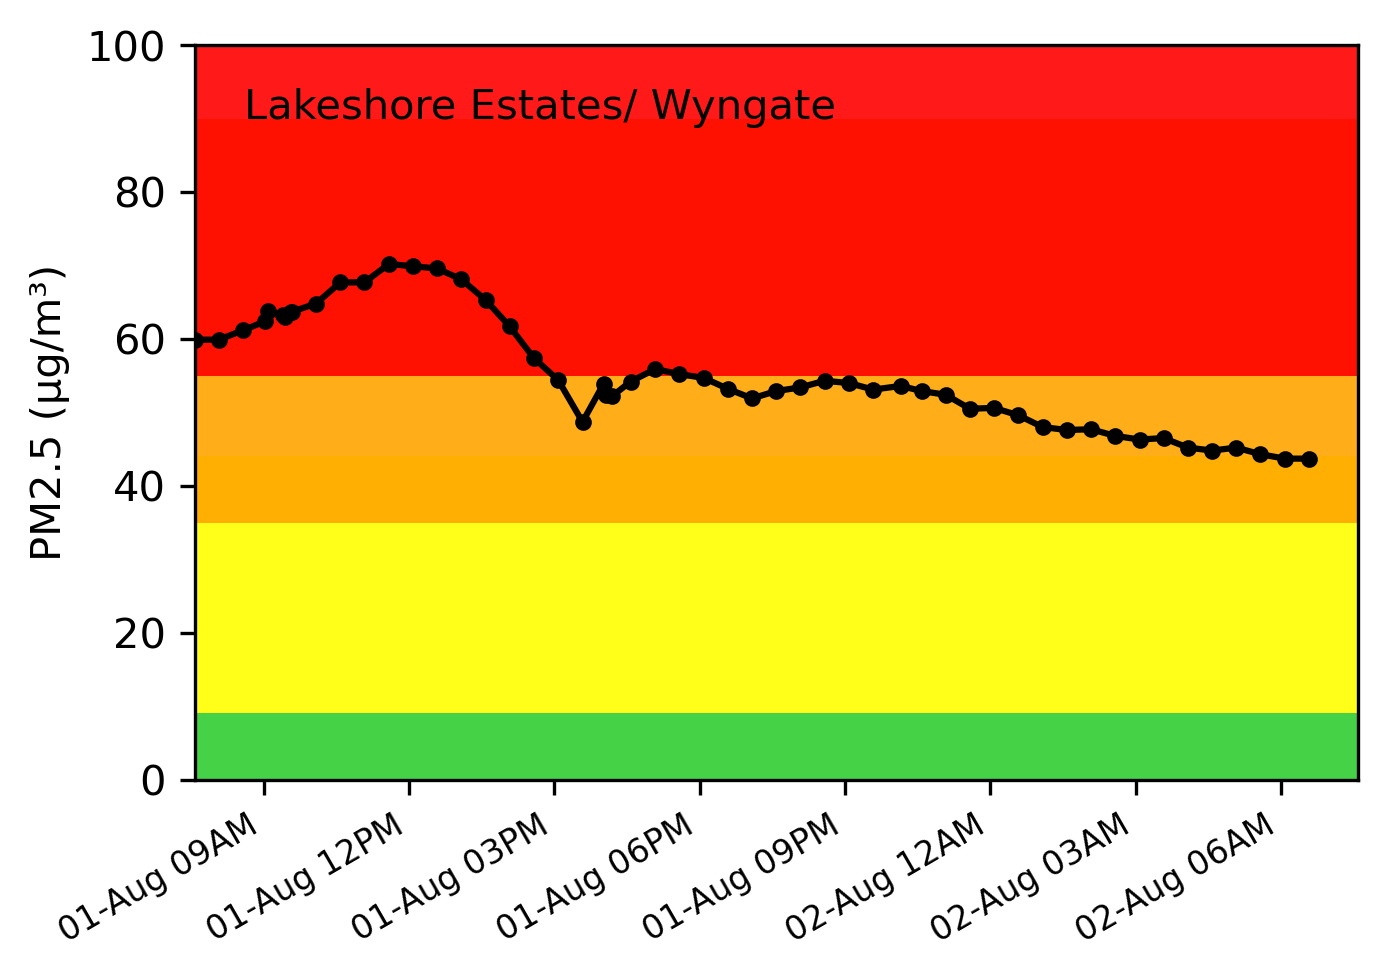 Lakeshore Estates/ Wyngate
PM2.5 (µg/m³)
100
80
60
40
20
0
01-Aug 09AM
01-Aug 12PM
01-Aug 03PM
01-Aug 06PM
01-Aug 09PM
02-Aug 12AM
02-Aug 03AM
02-Aug 06AM